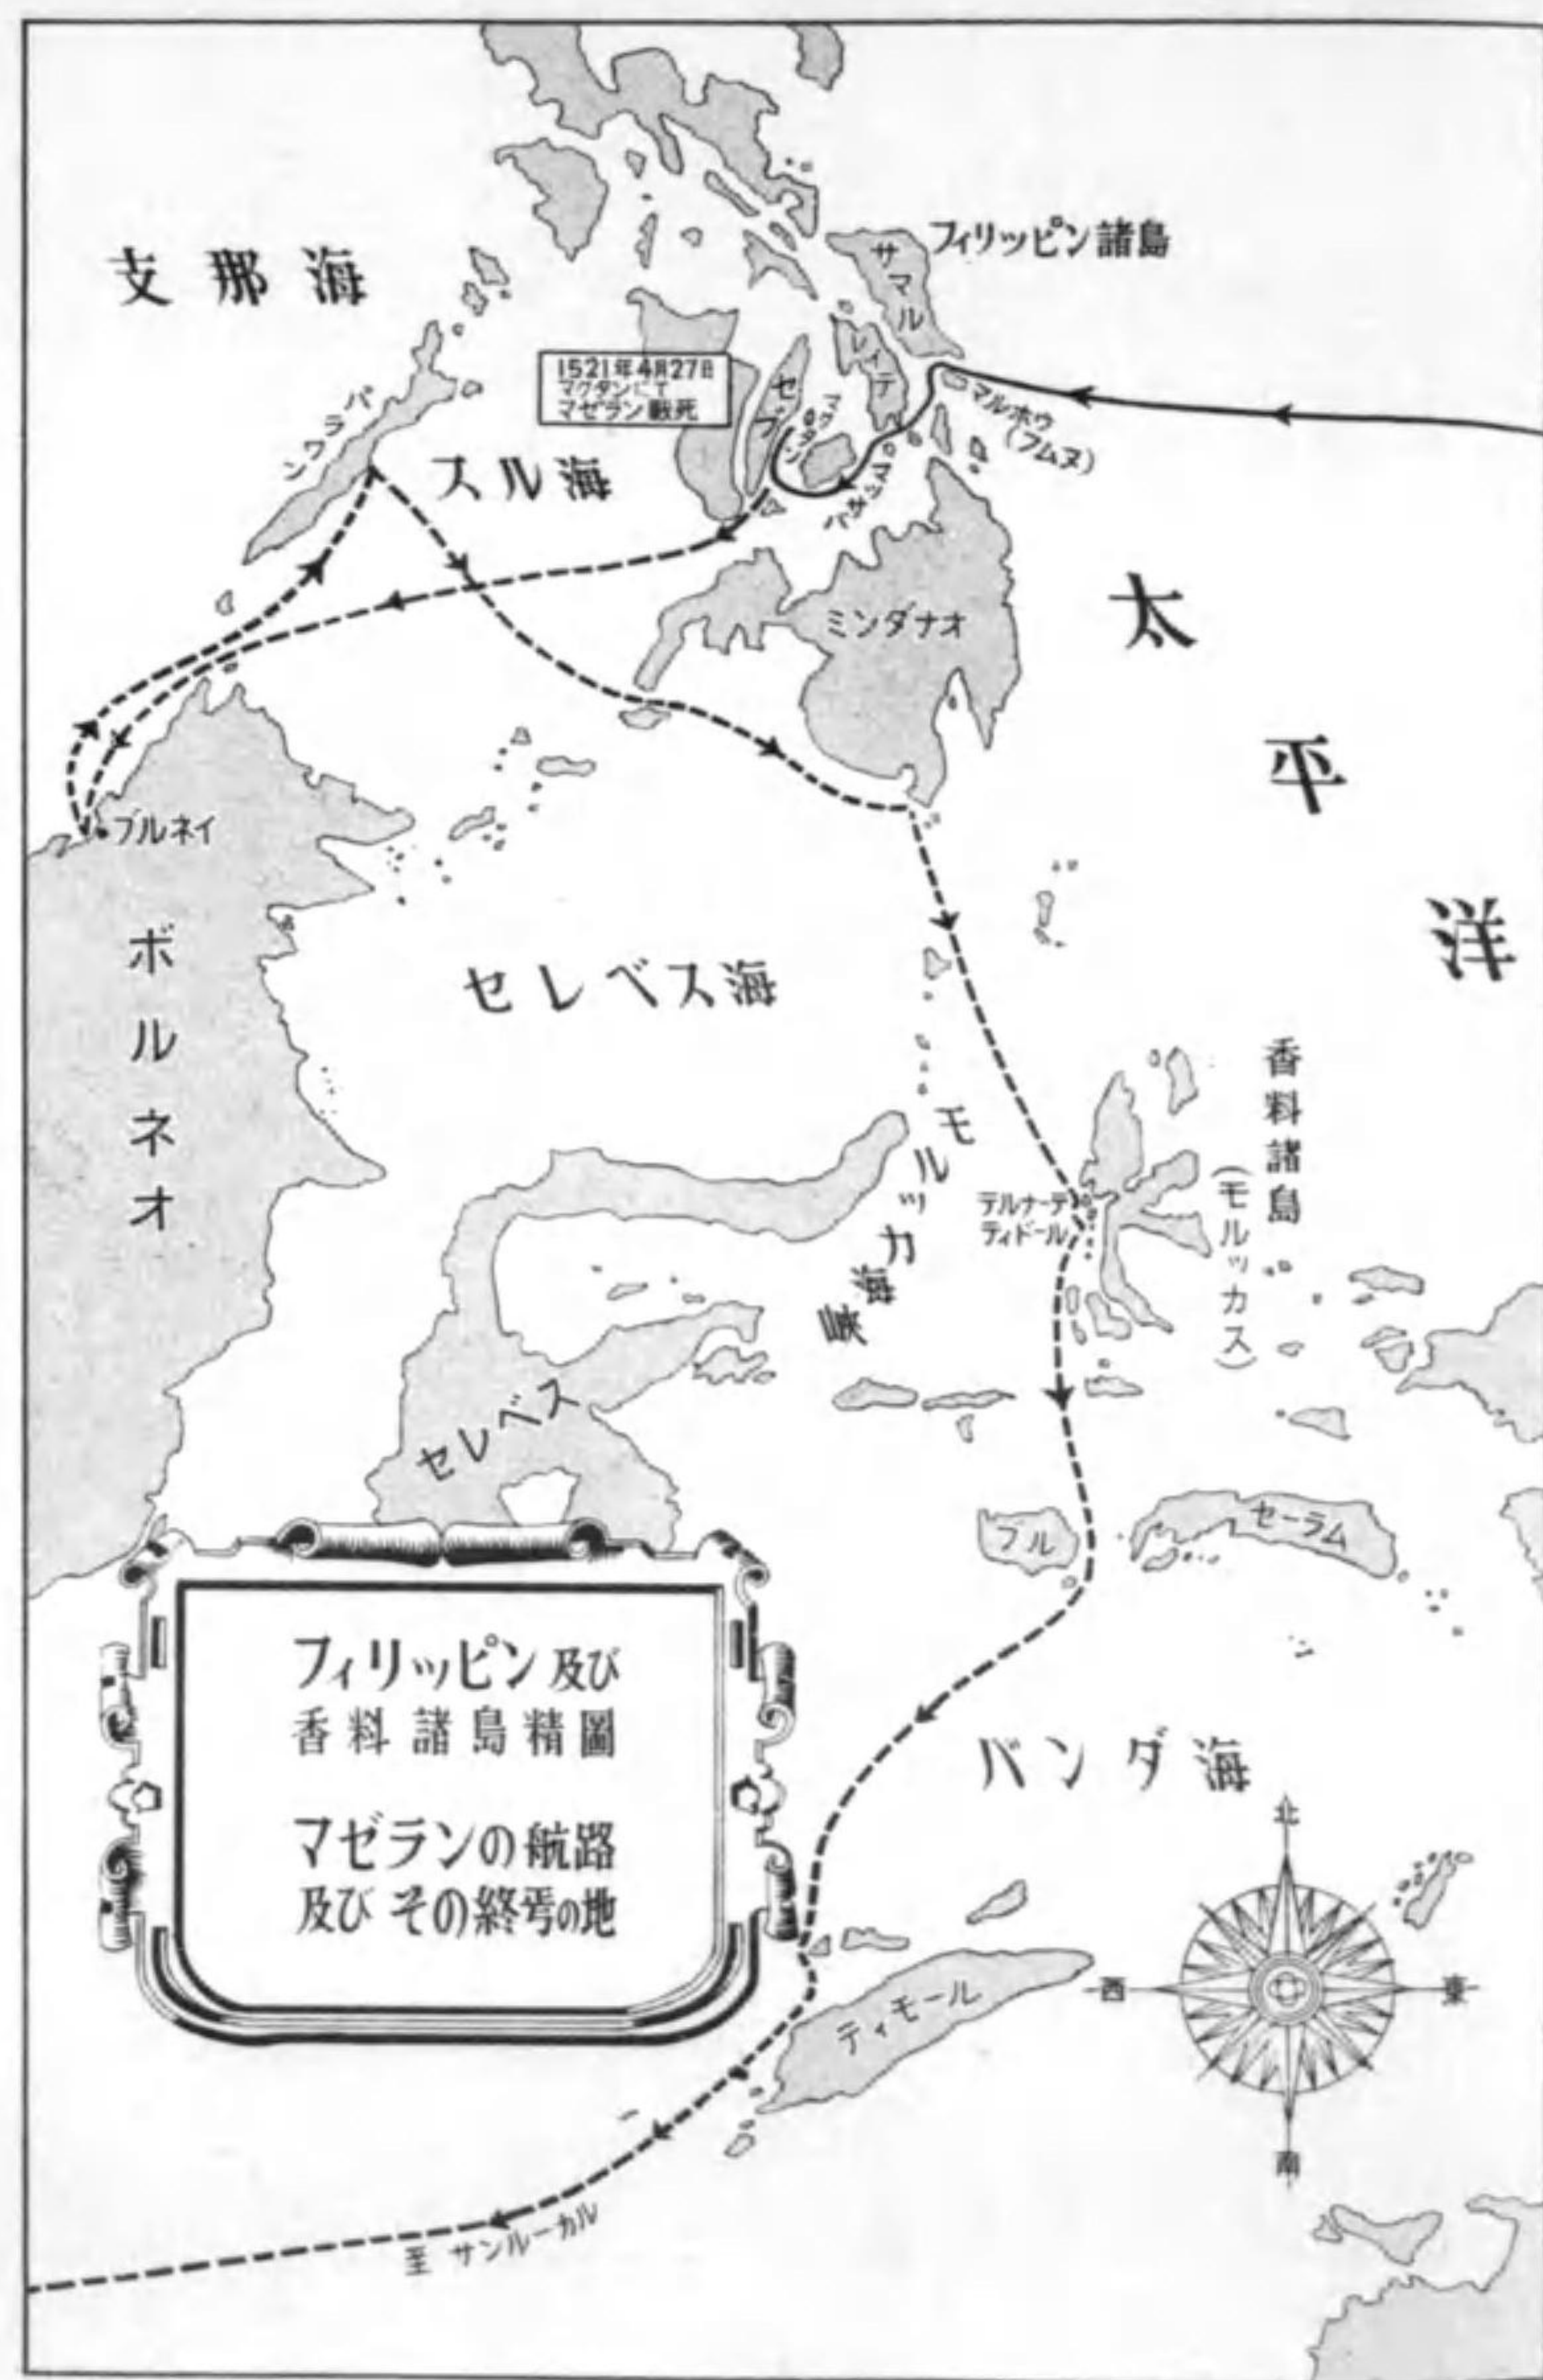 支那海
フィリッピン諸島
サマル
レイテ
セブ
マクタン
1521年4月27日
マクタンにて
マゼラン戰死
マルホウ
(フムヌ)
パラワン
スル海
ミンダナオ
太平洋
ブルネイ
ボルネオ
セレベス海
モルッカ海峡
香料諸島
(モルッカス)
テルナーテ
ティドール
セレベス
ブル
セーラム
フィリッピン及び
香料諸島精圖
マゼランの航路
及びその終焉の地
バンダ海
北
西
東
南
ティモール
至サンルーカル